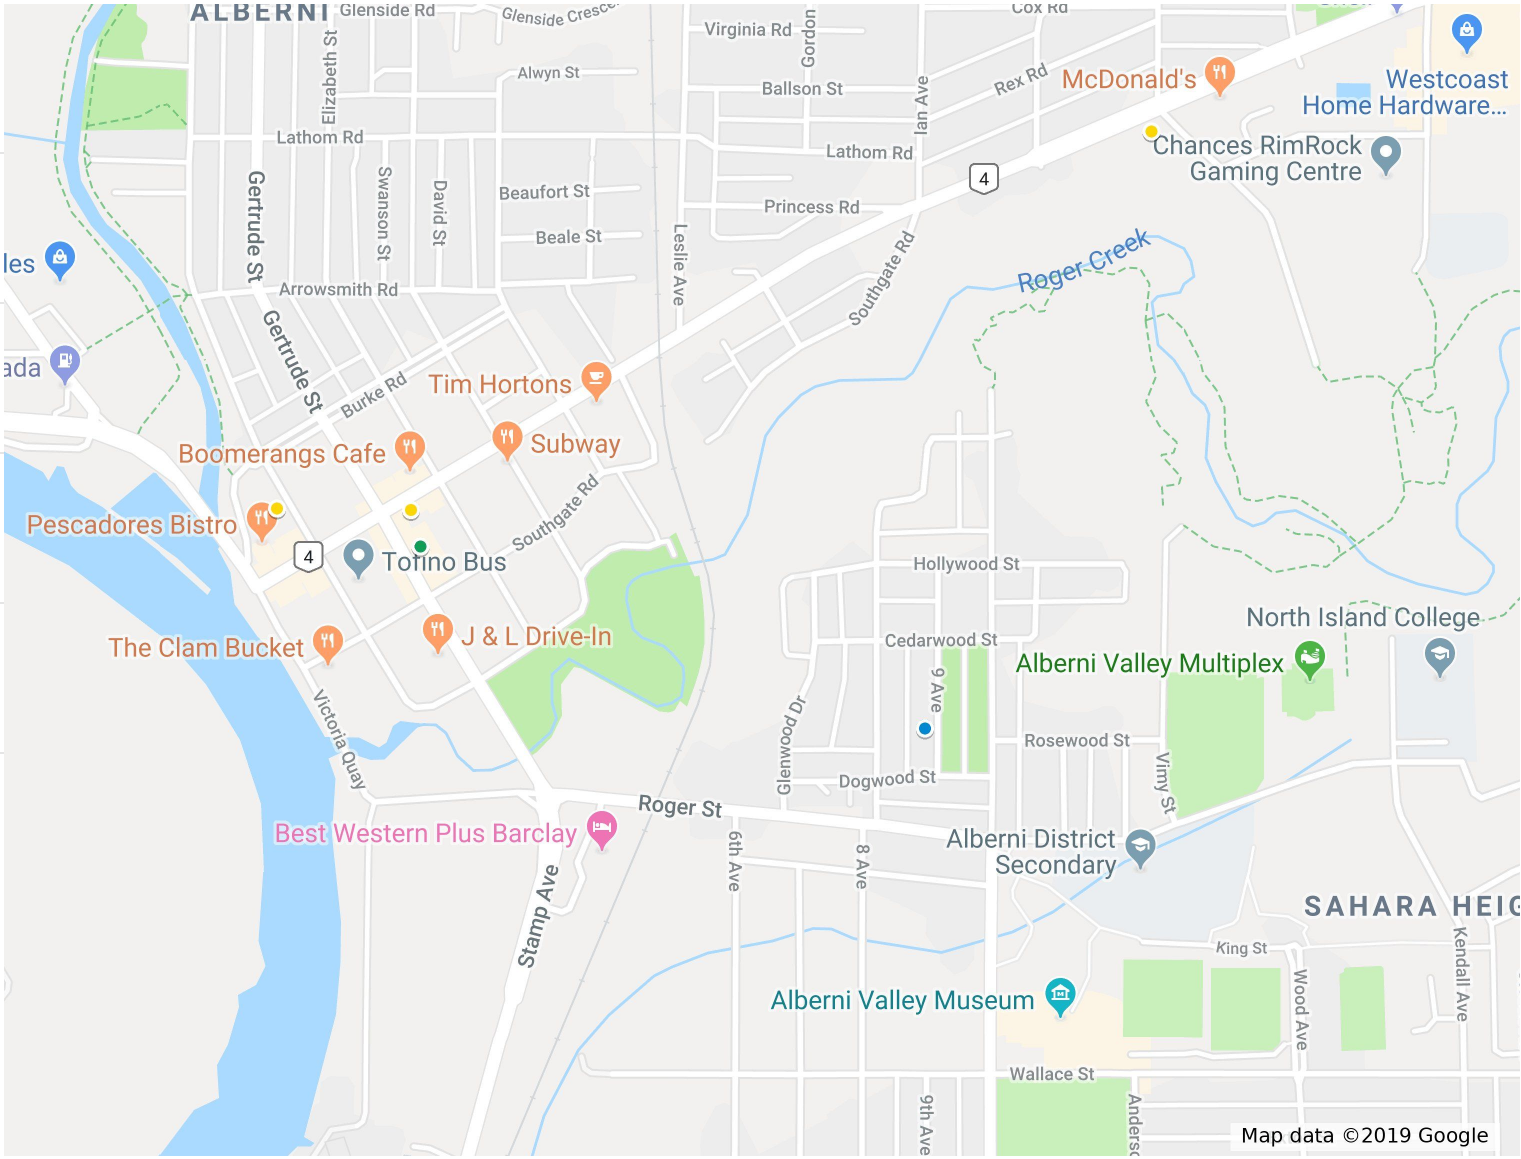 ALBERNI
Glenside Rd
Glenside Crescer
Cox Rd
Virginia Rd
Gordon
Elizabeth St
Alwyn St
Ballson St
Ian Ave
Rex Rd
McDonald's
Westcoast
Home Hardware...
Lathom Rd
Lathom Rd
Chances RimRock
Gaming Centre
4
Gertrude St
Swanson St
David St
Beaufort St
Princess Rd
Beale St
Leslie Ave
Southgate Rd
Roger Creek
les
Arrowsmith Rd
Gertrude St
ada
Burke Rd
Tim Hortons
Boomerangs Cafe
Subway
Southgate Rd
Pescadores Bistro
4
Tofino Bus
Hollywood St
The Clam Bucket
J & L Drive-In
Cedarwood St
North Island College
Alberni Valley Multiplex
9 Ave
Victoria Quay
Glenwood Dr
Rosewood St
Vimy St
Dogwood St
Roger St
Best Western Plus Barclay
6th Ave
8 Ave
Alberni District
Secondary
SAHARA HEIG
Stamp Ave
King St
Kendall Ave
Wood Ave
Alberni Valley Museum
Wallace St
9th Ave
Anderso
Map data ©2019 Google